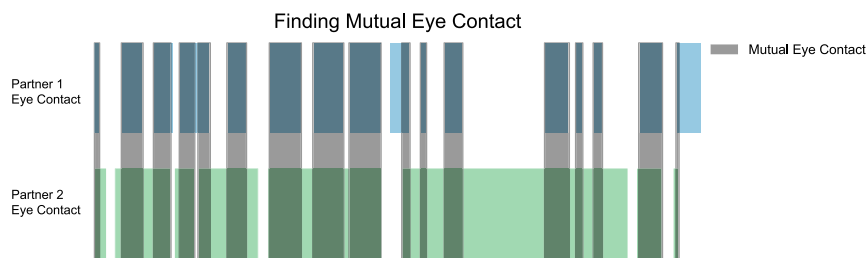 Finding Mutual Eye Contact
Mutual Eye Contact
Partner 1
Eye Contact
Partner 2
Eye Contact